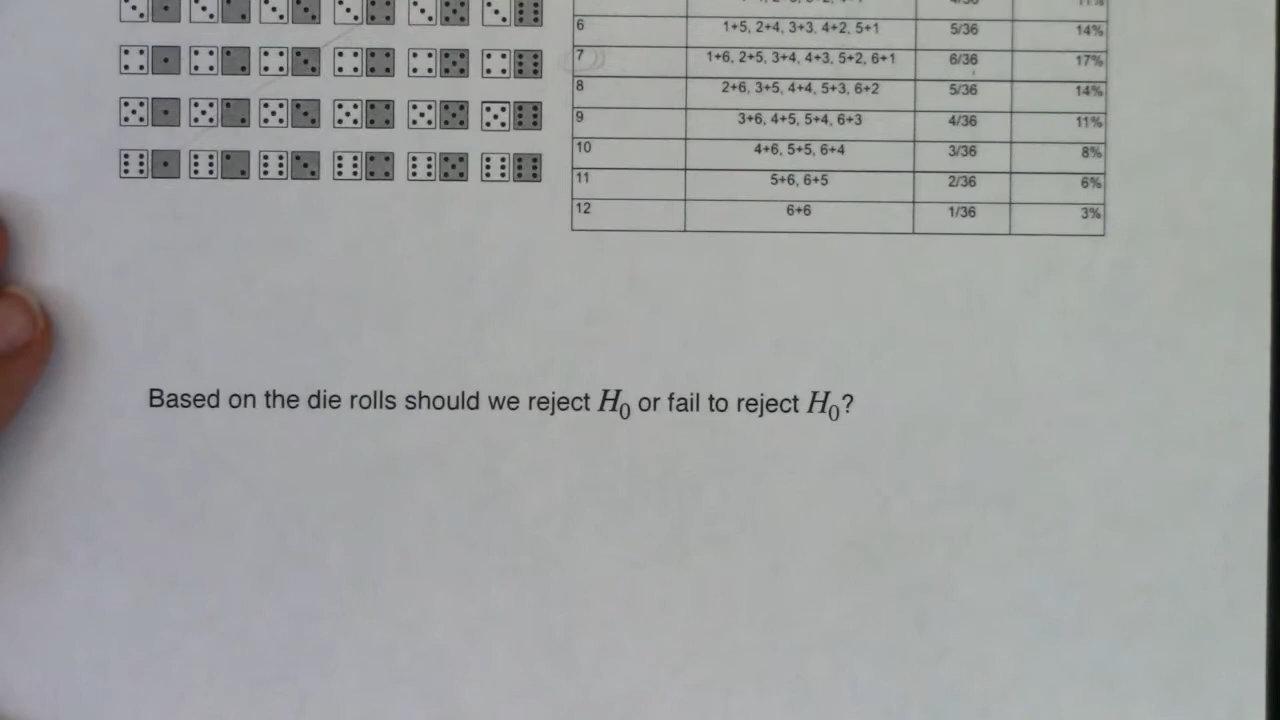 6 1+5, 2+4, 3+3, 4+2, 5+1 5/36 14%
7 1+6, 2+5, 3+4, 4+3, 5+2, 6+1 6/36 17%
8 2+6, 3+5, 4+4, 5+3, 6+2 5/36 14%
9 3+6, 4+5, 5+4, 6+3 4/36 11%
10 4+6, 5+5, 6+4 3/36 8%
11 5+6, 6+5 2/36 6%
12 6+6 1/36 3%
Based on the die rolls should we reject H₀ or fail to reject H₀?